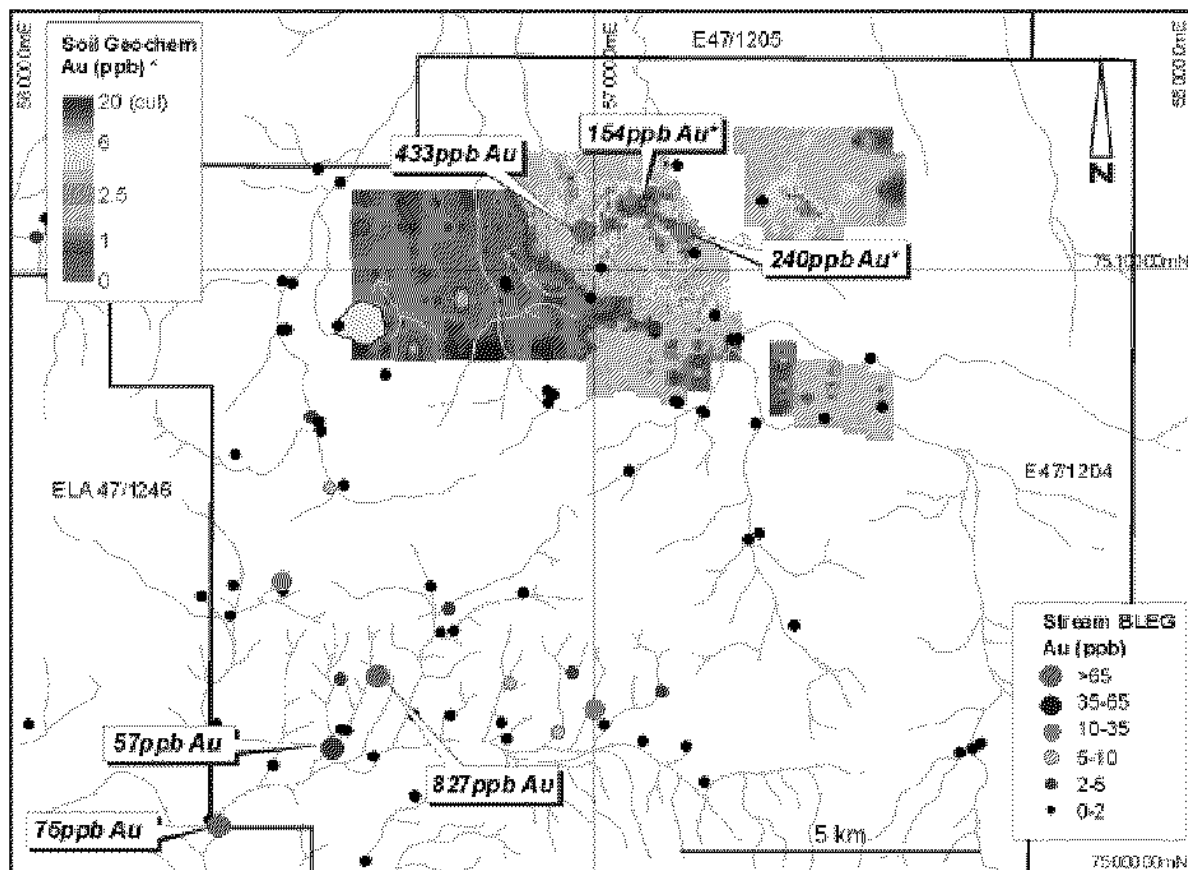 Soil Geochem
Au (ppb) ^
20 (cut)
6
2.5
1
0
E47/1205
433ppb Au
154ppb Au*
240ppb Au*
ELA 47/1246
E47/1204
57ppb Au
827ppb Au
75ppb Au
N
Stream BLEG
Au (ppb)
>65
35-65
10-35
5-10
2-5
0-2
5 km